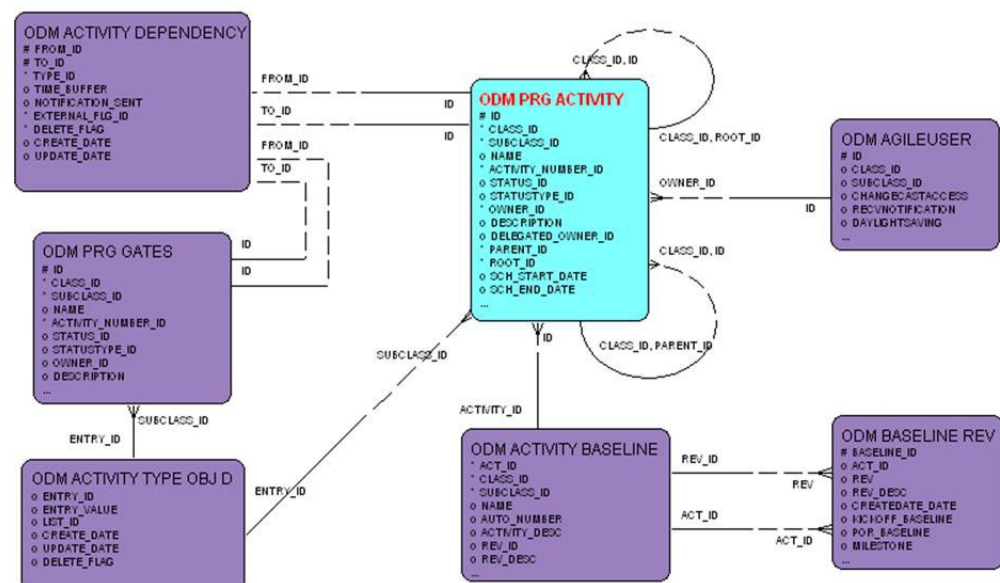 ODM ACTIVITY DEPENDENCY
# FROM_ID
# TO_ID
* TYPE_ID
o TIME_BUFFER
o NOTIFICATION_SENT
* EXTERNAL_FLG_ID
* DELETE_FLAG
o CREATE_DATE
o UPDATE_DATE
FROM_ID
ID
TO_ID
ID
FROM_ID
TO_ID
ID
ID
CLASS_ID, ID
CLASS_ID, ROOT_ID
ODM PRG ACTIVITY
# ID
* CLASS_ID
* SUBCLASS_ID
o NAME
* ACTIVITY_NUMBER_ID
o STATUS_ID
o STATUSTYPE_ID
* OWNER_ID
o DESCRIPTION
o DELEGATED_OWNER_ID
* PARENT_ID
* ROOT_ID
o SCH_START_DATE
o SCH_END_DATE
...
OWNER_ID
ID
ODM AGILEUSER
# ID
o CLASS_ID
o SUBCLASS_ID
o CHANGECASTACCESS
o RECVNOTIFICATION
o DAYLIGHTSAVING
...
CLASS_ID, ID
CLASS_ID, PARENT_ID
ODM PRG GATES
# ID
* CLASS_ID
* SUBCLASS_ID
o NAME
* ACTIVITY_NUMBER_ID
o STATUS_ID
o STATUSTYPE_ID
o OWNER_ID
o DESCRIPTION
...
SUBCLASS_ID
ENTRY_ID
SUBCLASS_ID
ENTRY_ID
ID
ACTIVITY_ID
ODM ACTIVITY TYPE OBJ D
o ENTRY_ID
o ENTRY_VALUE
o LIST_ID
o CREATE_DATE
o UPDATE_DATE
o DELETE_FLAG
ODM ACTIVITY BASELINE
* ACT_ID
* CLASS_ID
* SUBCLASS_ID
o NAME
o AUTO_NUMBER
o ACTIVITY_DESC
o REV_ID
o REV_DESC
...
REV_ID
REV
ACT_ID
ACT_ID
ODM BASELINE REV
# BASELINE_ID
o ACT_ID
o REV
o REV_DESC
o CREATEDATE_DATE
o KICKOFF_BASELINE
o POR_BASELINE
o MILESTONE
...